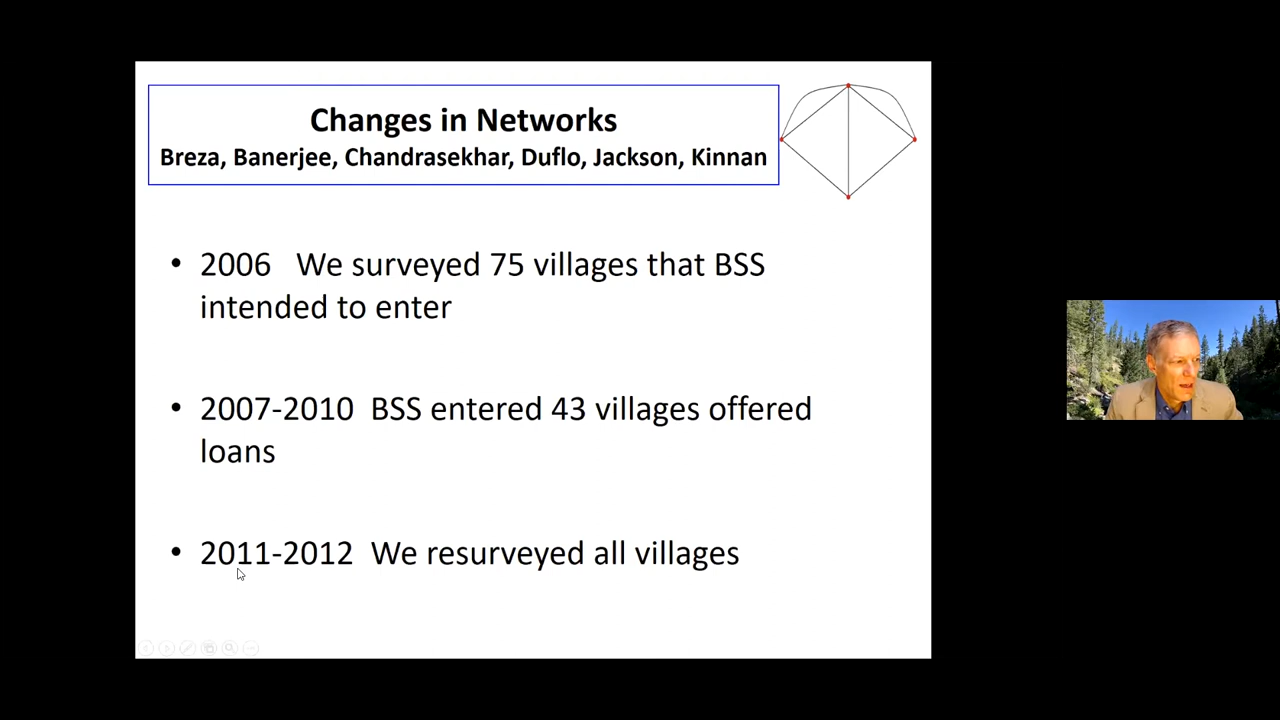 Changes in Networks
Breza, Banerjee, Chandrasekhar, Duflo, Jackson, Kinnan
• 2006 We surveyed 75 villages that BSS
intended to enter
• 2007-2010 BSS entered 43 villages offered
loans
• 2011-2012 We resurveyed all villages